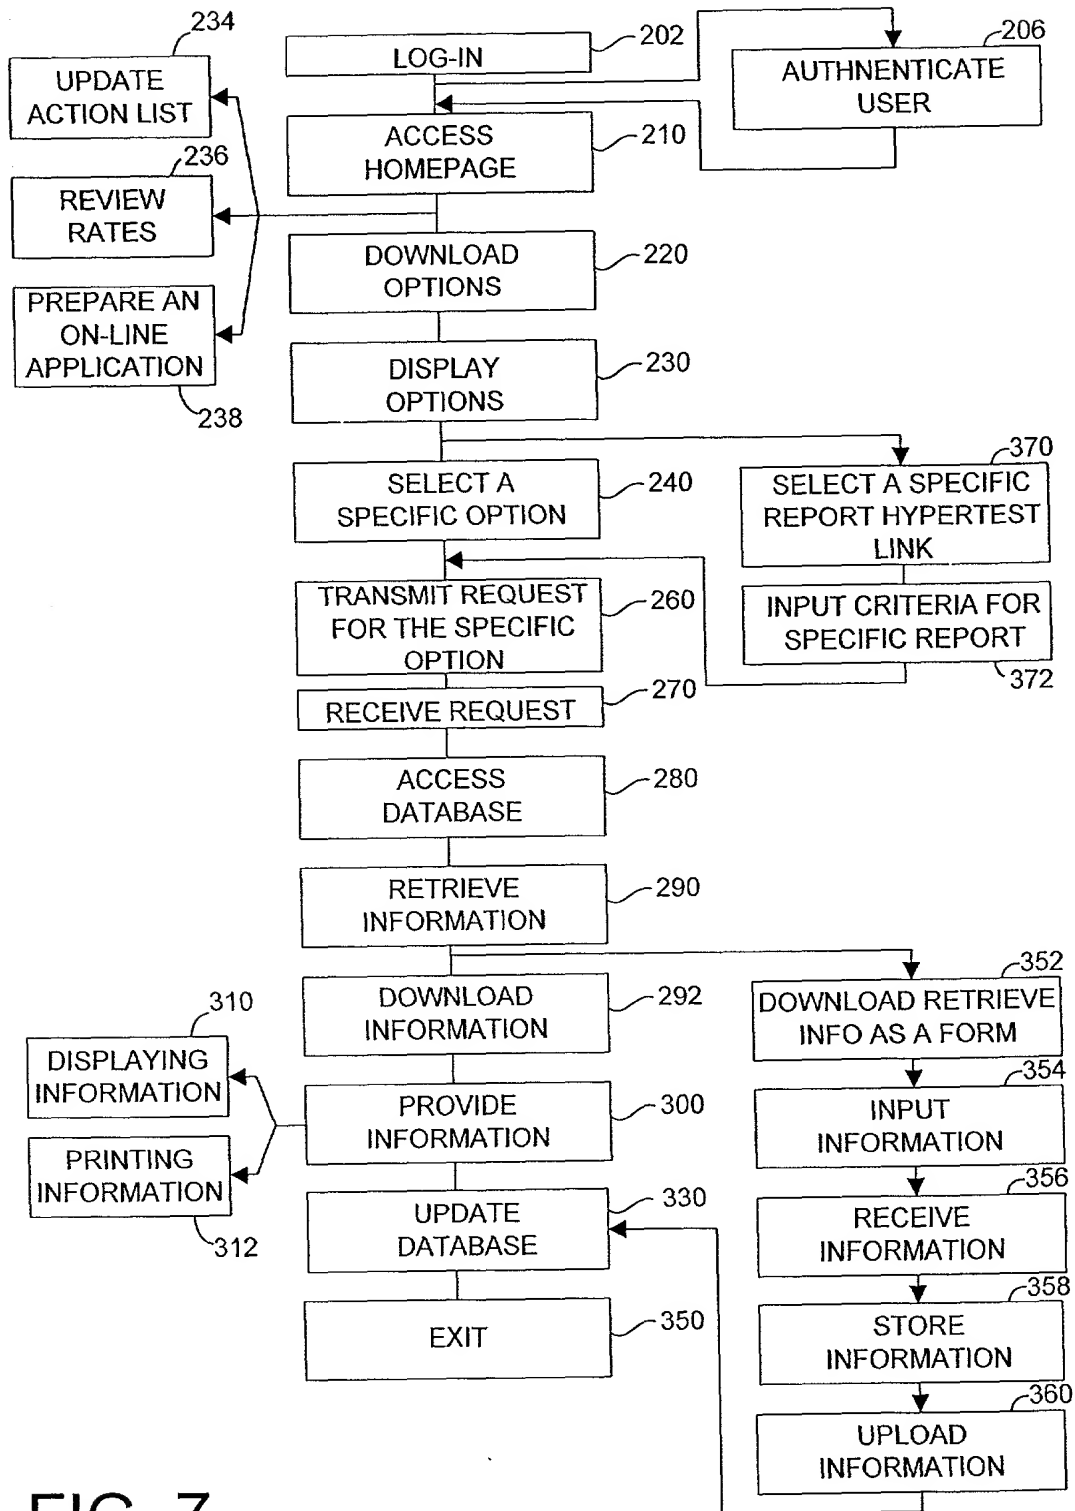 234
UPDATE
ACTION LIST
236
REVIEW
RATES
PREPARE AN
ON-LINE
APPLICATION
238
LOG-IN
202
AUTHNENTICATE
USER
206
ACCESS
HOMEPAGE
210
DOWNLOAD
OPTIONS
220
DISPLAY
OPTIONS
230
SELECT A
SPECIFIC OPTION
240
370
SELECT A SPECIFIC
REPORT HYPERTEST
LINK
INPUT CRITERIA FOR
SPECIFIC REPORT
372
TRANSMIT REQUEST
FOR THE SPECIFIC
OPTION
260
RECEIVE REQUEST
270
ACCESS
DATABASE
280
RETRIEVE
INFORMATION
290
DOWNLOAD
INFORMATION
292
310
DISPLAYING
INFORMATION
PRINTING
INFORMATION
312
PROVIDE
INFORMATION
300
UPDATE
DATABASE
330
EXIT
350
352
DOWNLOAD RETRIEVE
INFO AS A FORM
354
INPUT
INFORMATION
356
RECEIVE
INFORMATION
358
STORE
INFORMATION
360
UPLOAD
INFORMATION
FIG. 7